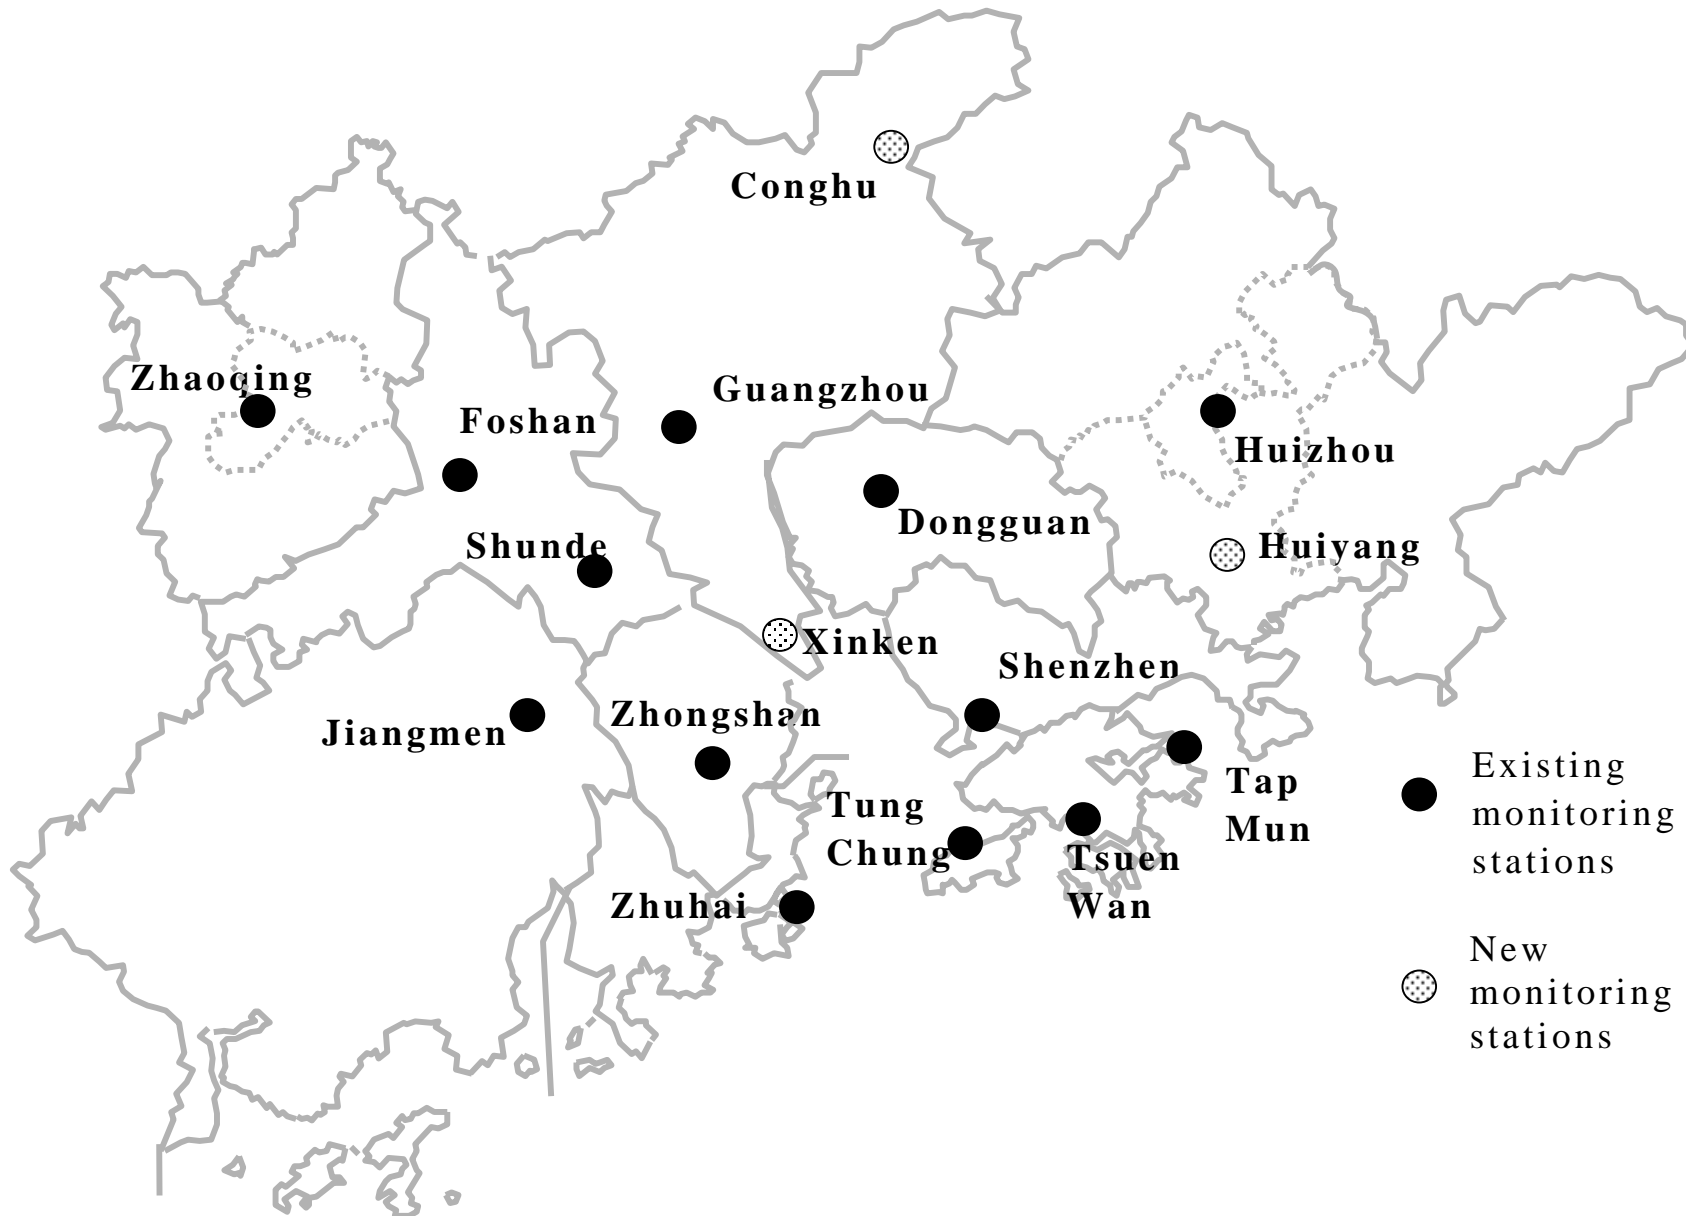 Conghu
Zhaoqing
Guangzhou
Foshan
Huizhou
Dongguan
Shunde
Huiyang
Xinken
Shenzhen
Zhongshan
Jiangmen
Tung
Chung
Tap
Mun
Tsuen
Wan
Zhuhai
Existing
monitoring
stations
New
monitoring
stations